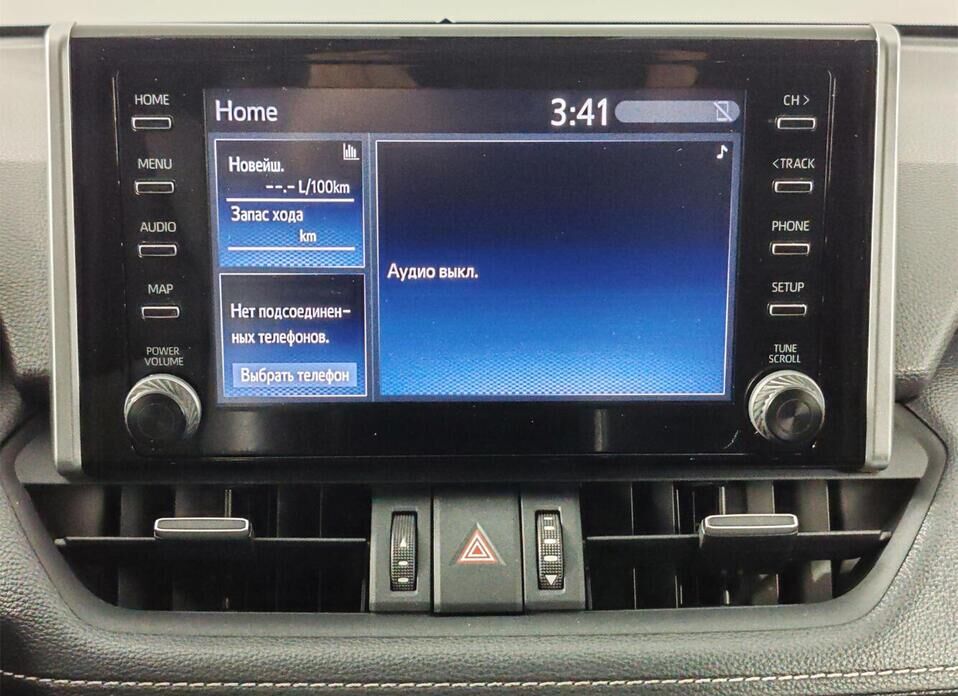 HOME
MENU
AUDIO
MAP
POWER
VOLUME
Home
3:41
Новейш.
--.- L/100km
Запас хода
km
Нет подсоединен-
ных телефонов.
Выбрать телефон
Аудио выкл.
CH >
<TRACK
PHONE
SETUP
TUNE
SCROLL